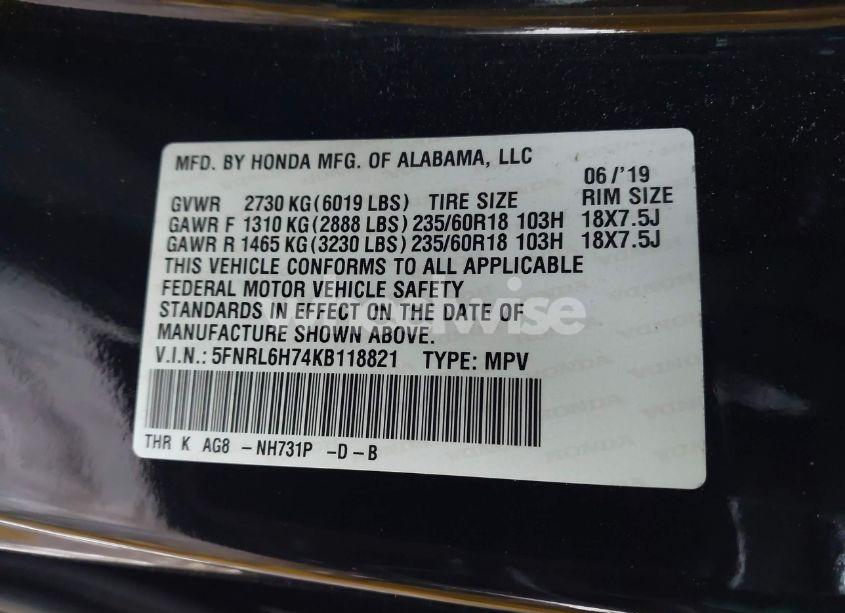 MFD. BY HONDA MFG. OF ALABAMA, LLC
06/'19
GVWR 2730 KG(6019 LBS) TIRE SIZE RIM SIZE
GAWR F 1310 KG(2888 LBS) 235/60R18 103H 18X7.5J
GAWR R 1465 KG(3230 LBS) 235/60R18 103H 18X7.5J
THIS VEHICLE CONFORMS TO ALL APPLICABLE
FEDERAL MOTOR VEHICLE SAFETY
STANDARDS IN EFFECT ON THE DATE OF
MANUFACTURE SHOWN ABOVE.
V.I.N.: 5FNRL6H74KB118821 TYPE: MPV
THR K AG8 -NH731P -D-B
HONDA